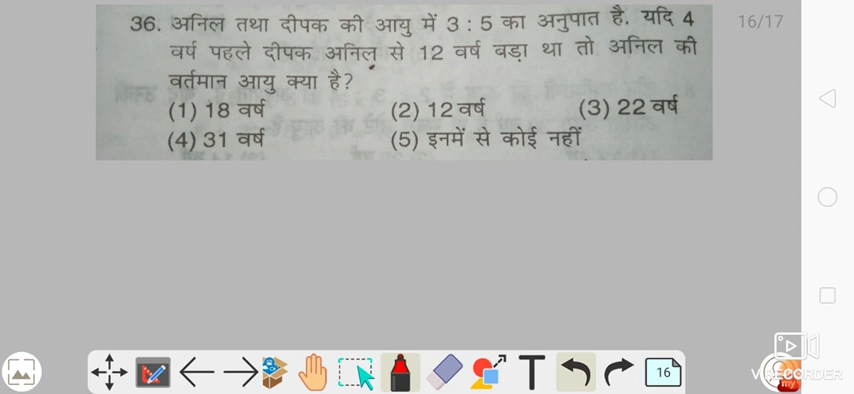 36. अनिल तथा दीपक की आयु में 3 : 5 का अनुपात है. यदि 4
वर्ष पहले दीपक अनिल से 12 वर्ष बड़ा था तो अनिल की
वर्तमान आयु क्या है?
(1) 18 वर्ष (2) 12 वर्ष (3) 22 वर्ष
(4) 31 वर्ष (5) इनमें से कोई नहीं
16/17
T 16
my